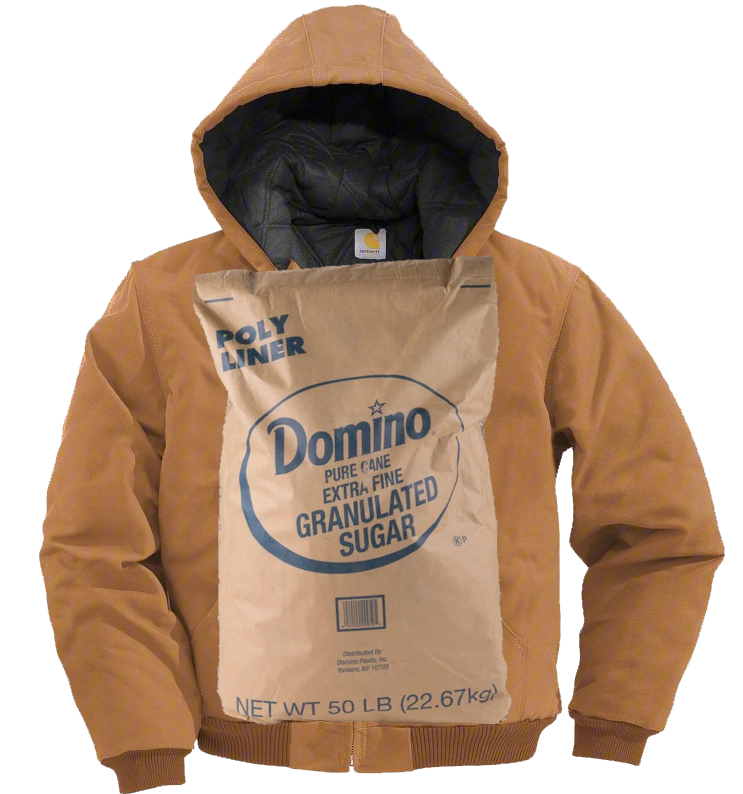 carhartt
POLY
LINER
Domino
PURE CANE
EXTRA FINE
GRANULATED
SUGAR
K P
Distributed By
Domino Foods, Inc.
Yonkers, NY 10705
NET WT 50 LB (22.67kg)